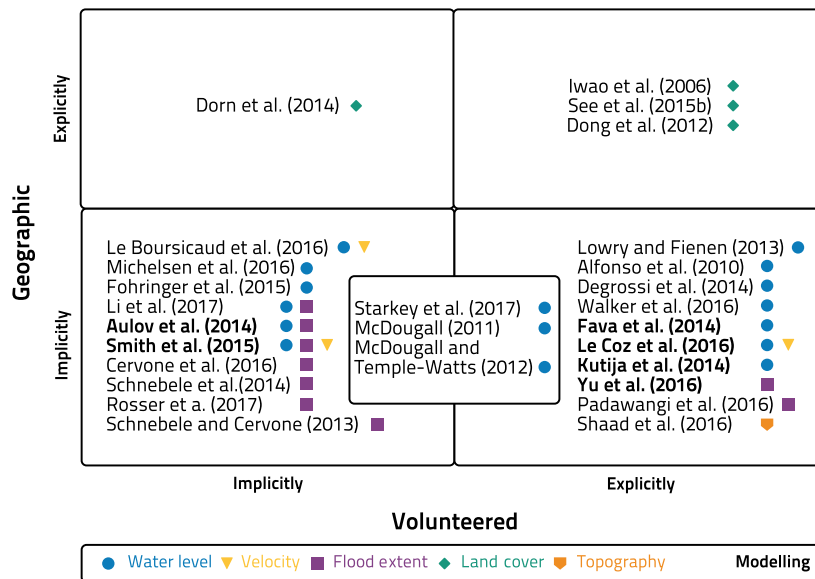 Explicitly
Dorn et al. (2014)
Iwao et al. (2006)
See et al. (2015b)
Dong et al. (2012)
Geographic
Implicitly
Le Boursicaud et al. (2016)
Michelsen et al. (2016)
Fohringer et al. (2015)
Li et al. (2017)
Aulov et al. (2014)
Smith et al. (2015)
Cervone et al. (2016)
Schnebele et al.(2014)
Rosser et a. (2017)
Schnebele and Cervone (2013)
Starkey et al. (2017)
McDougall (2011)
McDougall and
Temple-Watts (2012)
Lowry and Fienen (2013)
Alfonso et al. (2010)
Degrossi et al. (2014)
Walker et al. (2016)
Fava et al. (2014)
Le Coz et al. (2016)
Kutija et al. (2014)
Yu et al. (2016)
Padawangi et al. (2016)
Shaad et al. (2016)
Implicitly
Explicitly
Volunteered
Water level Velocity Flood extent Land cover Topography Modelling